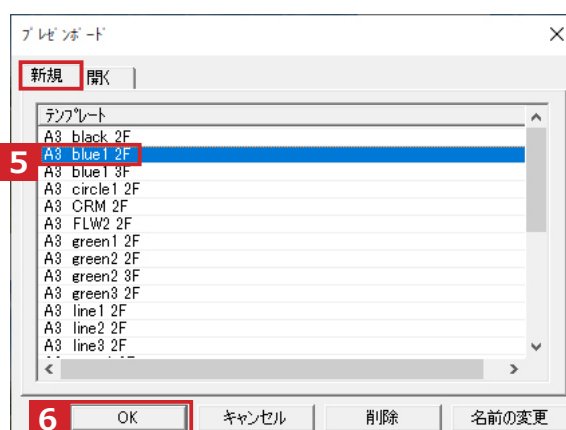 プレゼンボード
新規 開く
テンプレート
A3 black 2F
5 A3 blue1 2F
A3 blue1 3F
A3 circle1 2F
A3 CRM 2F
A3 FLW2 2F
A3 green1 2F
A3 green2 2F
A3 green2 3F
A3 green3 2F
A3 line1 2F
A3 line2 2F
A3 line3 2F
6 OK キャンセル 削除 名前の変更